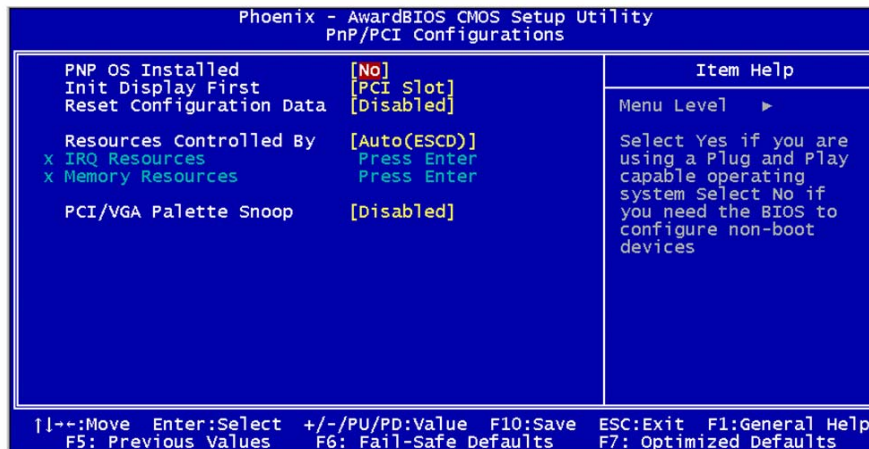 Phoenix - AwardBIOS CMOS Setup Utility
PnP/PCI Configurations
PNP OS Installed [No]
Init Display First [PCI Slot]
Reset Configuration Data [Disabled]
Resources Controlled By [Auto(ESCD)]
x IRQ Resources Press Enter
x Memory Resources Press Enter
PCI/VGA Palette Snoop [Disabled]
Item Help
Menu Level ►
Select Yes if you are
using a Plug and Play
capable operating
system Select No if
you need the BIOS to
configure non-boot
devices
↑↓→←:Move Enter:Select +/-/PU/PD:Value F10:Save ESC:Exit F1:General Help
F5: Previous Values F6: Fail-Safe Defaults F7: Optimized Defaults